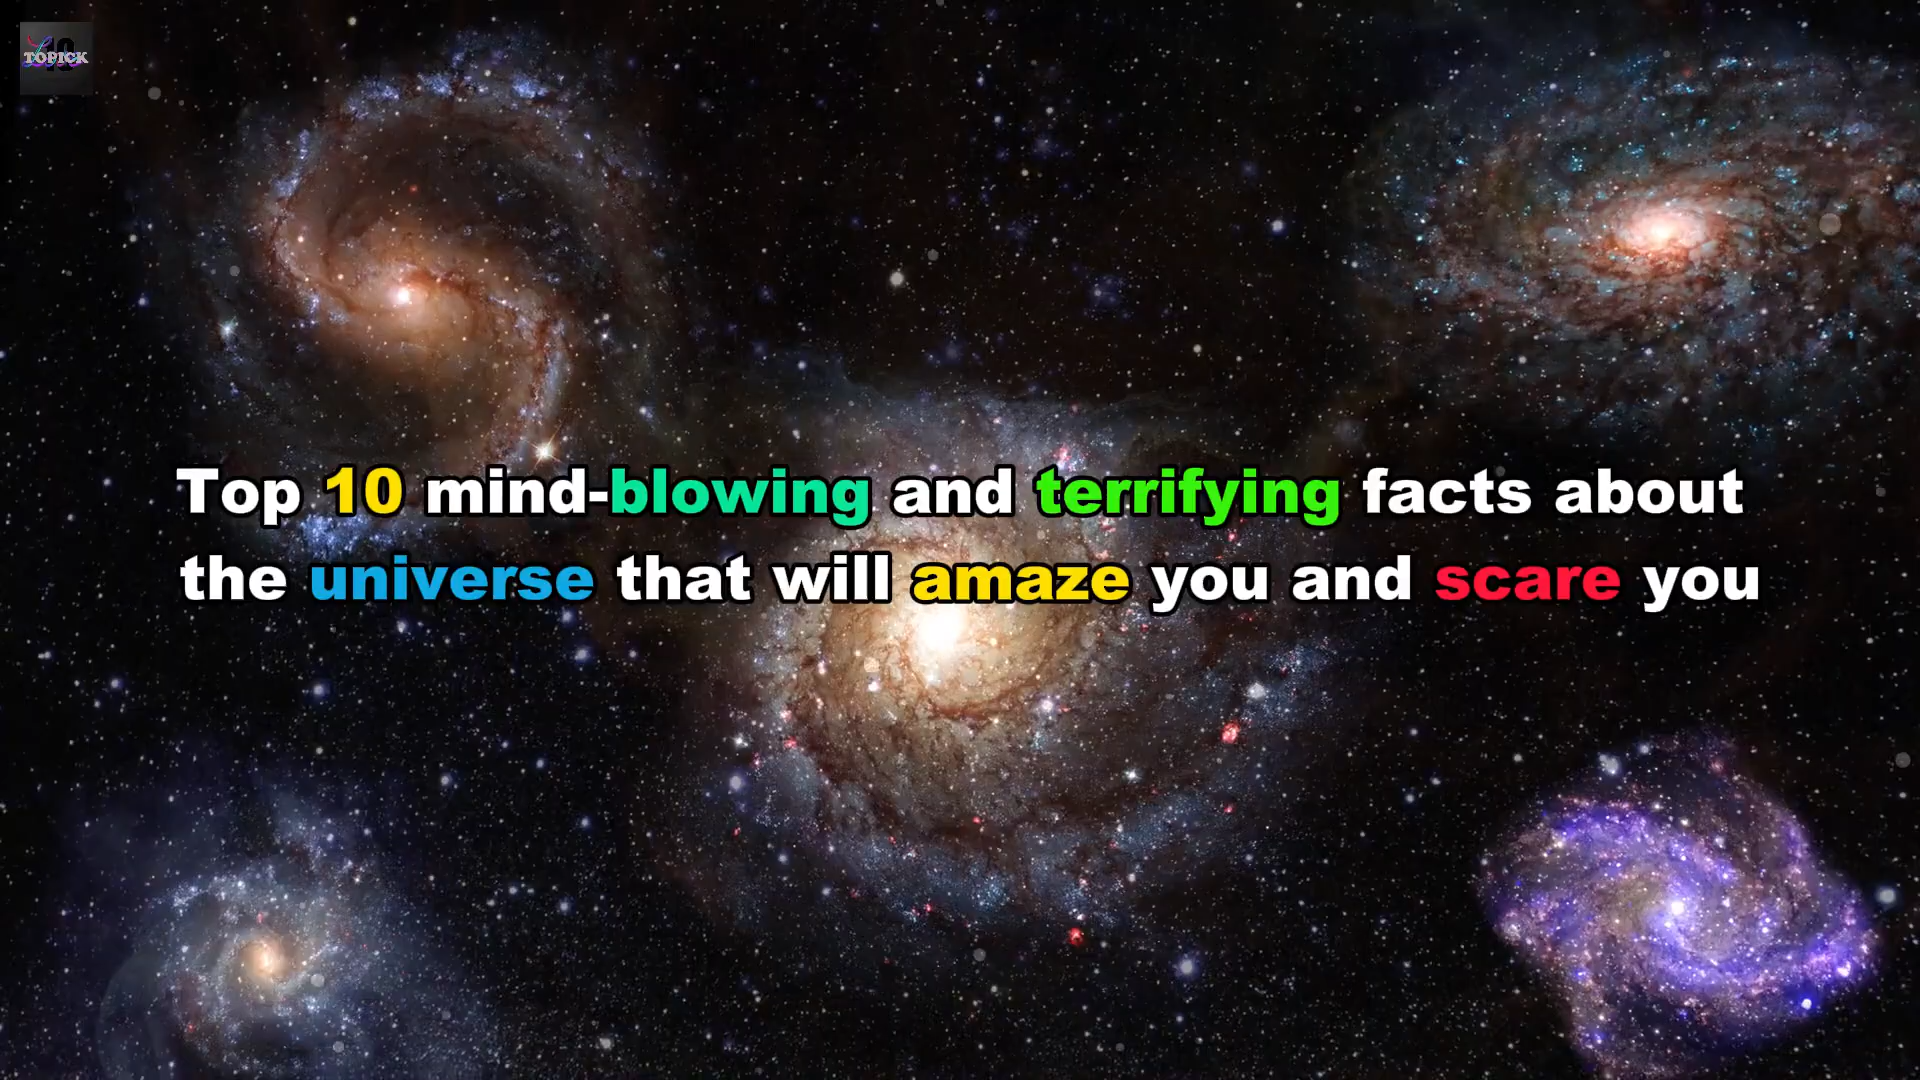 TOPICK
Top 10 mind-blowing and terrifying facts about
the universe that will amaze you and scare you